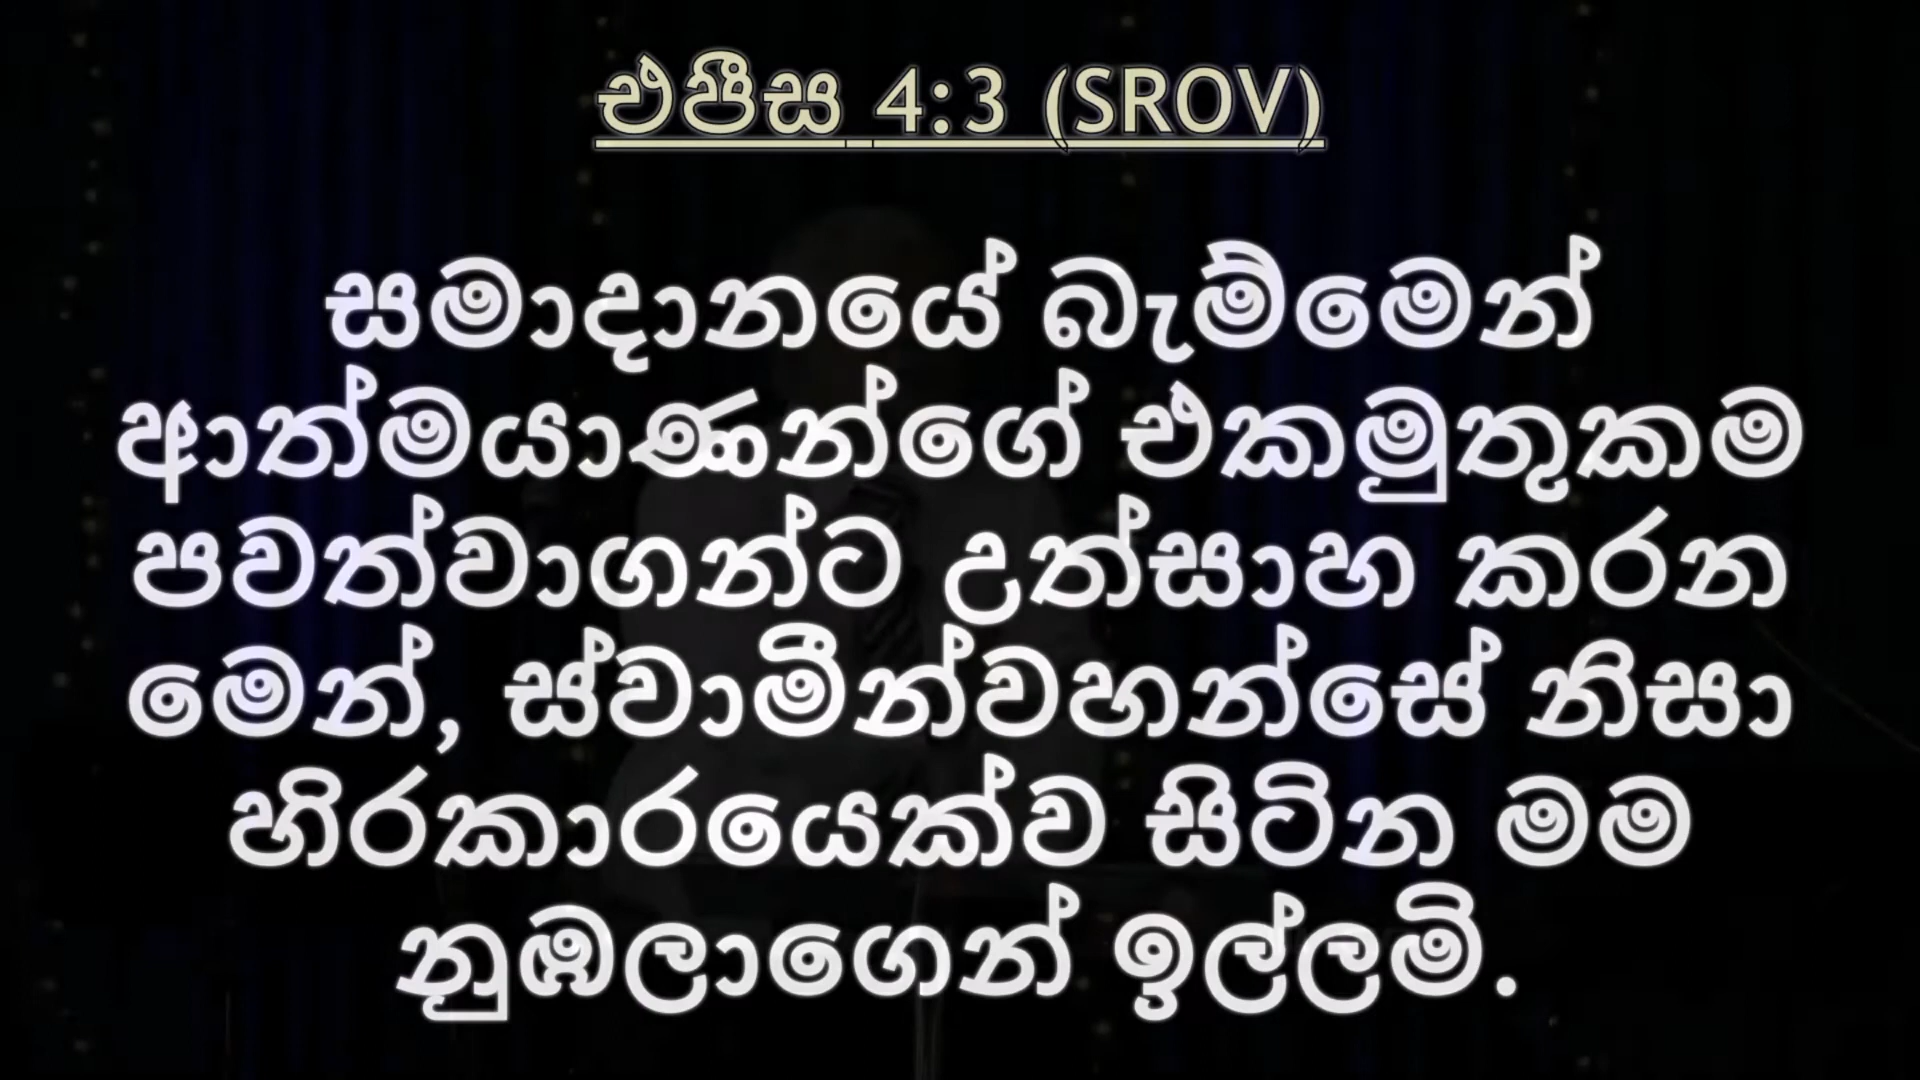 එපීස 4:3 (SROV)
සමාදානයේ බැම්මෙන්
ආත්මයාණන්ගේ එකමුතුකම
පවත්වාගන්ට උත්සාහ කරන
මෙන්, ස්වාමීන්වහන්සේ නිසා
හිරකාරයෙක්ව සිටින මම
නුඹලාගෙන් ඉල්ලමි.